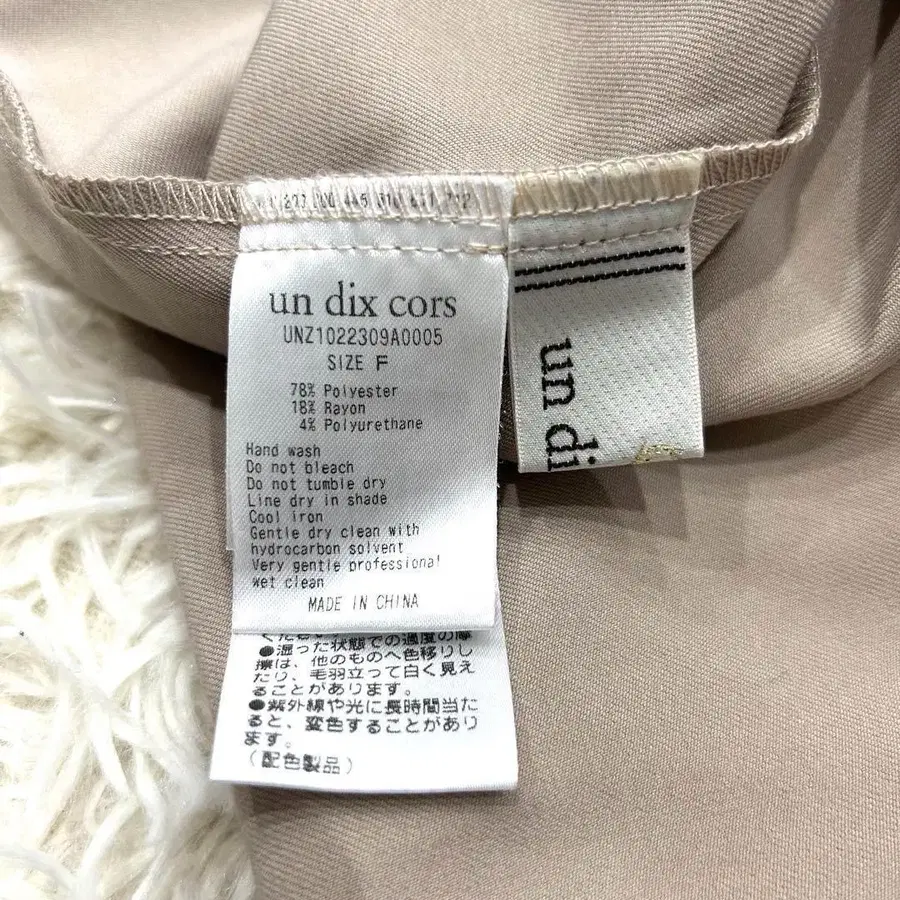 un dix cors
UNZ1022309A0005
SIZE F
78% Polyester
18% Rayon
4% Polyurethane
Hand wash
Do not bleach
Do not tumble dry
Line dry in shade
Cool iron
Gentle dry clean with
hydrocarbon solvent
Very gentle professional
wet clean
MADE IN CHINA
●湿った状態での過度の摩
擦は、他のものへ色移りし
たり、毛羽立って白く見え
ることがあります。
●紫外線や光に長時間当た
ると、変色することがあり
ます。
(配色製品)
un di